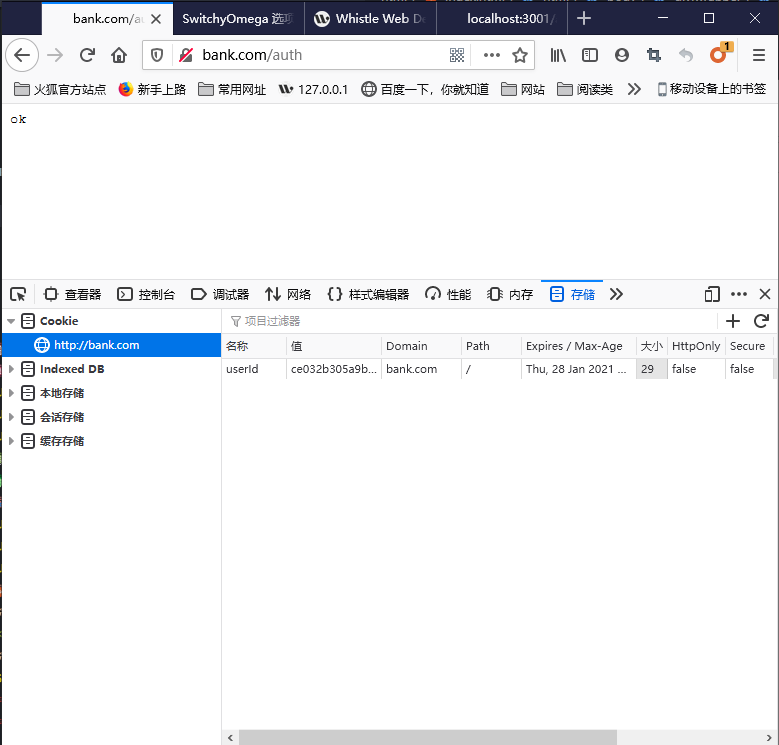 bank.com/a
SwitchyOmega 选项
Whistle Web De
localhost:3001/
bank.com/auth
1
火狐官方站点
新手上路
常用网址
127.0.0.1
百度一下，你就知道
网站
阅读类
移动设备上的书签
ok
查看器
控制台
调试器
网络
样式编辑器
性能
内存
存储
Cookie
项目过滤器
http://bank.com
Indexed DB
本地存储
会话存储
缓存存储
名称 值 Domain Path Expires / Max-Age 大小 HttpOnly Secure
userId ce032b305a9b... bank.com / Thu, 28 Jan 2021 ... 29 false false